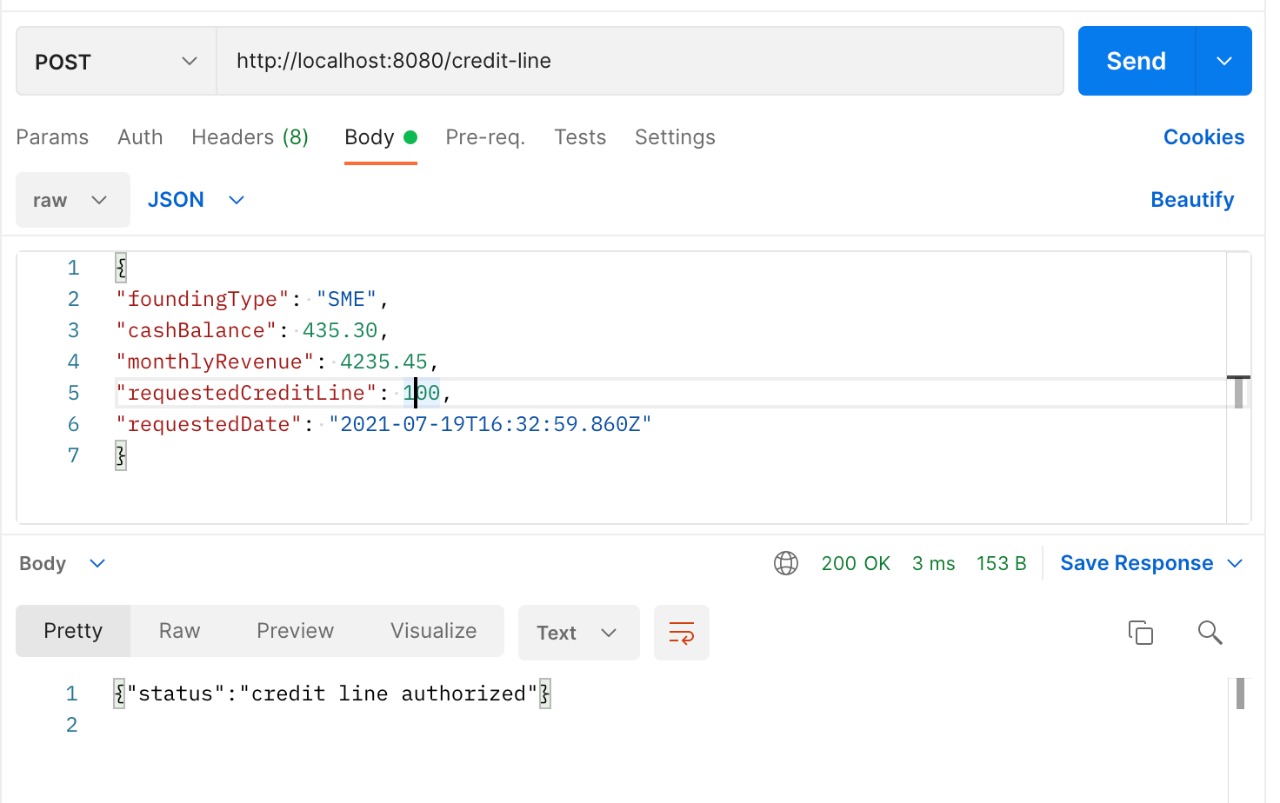 POST http://localhost:8080/credit-line Send
Params Auth Headers (8) Body Pre-req. Tests Settings Cookies
raw JSON Beautify
1 {
2 "foundingType": "SME",
3 "cashBalance": 435.30,
4 "monthlyRevenue": 4235.45,
5 "requestedCreditLine": 100,
6 "requestedDate": "2021-07-19T16:32:59.860Z"
7 }
Body 200 OK 3 ms 153 B Save Response
Pretty Raw Preview Visualize Text
1 {"status":"credit line authorized"}
2